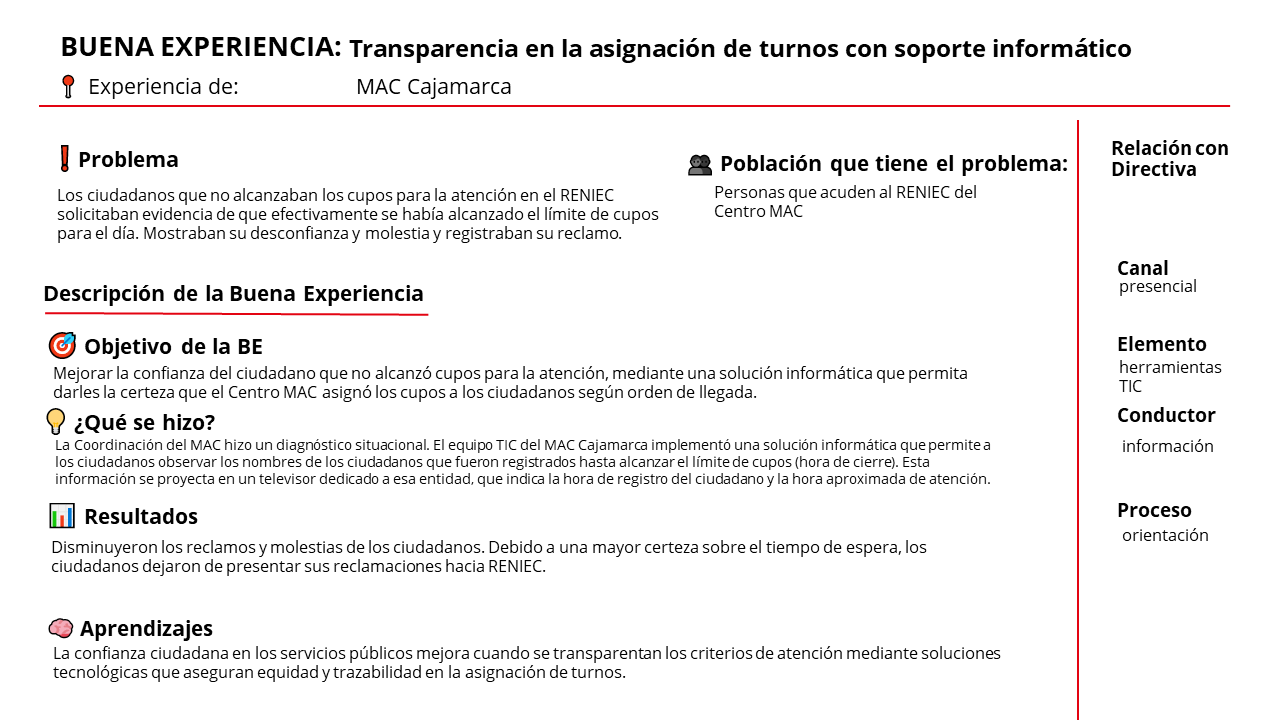 BUENA EXPERIENCIA: Transparencia en la asignación de turnos con soporte informático
Experiencia de: MAC Cajamarca
Problema
Los ciudadanos que no alcanzaban los cupos para la atención en el RENIEC
solicitaban evidencia de que efectivamente se había alcanzado el límite de cupos
para el día. Mostraban su desconfianza y molestia y registraban su reclamo.
Población que tiene el problema:
Personas que acuden al RENIEC del
Centro MAC
Descripción de la Buena Experiencia
Objetivo de la BE
Mejorar la confianza del ciudadano que no alcanzó cupos para la atención, mediante una solución informática que permita
darles la certeza que el Centro MAC asignó los cupos a los ciudadanos según orden de llegada.
¿Qué se hizo?
La Coordinación del MAC hizo un diagnóstico situacional. El equipo TIC del MAC Cajamarca implementó una solución informática que permite a
los ciudadanos observar los nombres de los ciudadanos que fueron registrados hasta alcanzar el límite de cupos (hora de cierre). Esta
información se proyecta en un televisor dedicado a esa entidad, que indica la hora de registro del ciudadano y la hora aproximada de atención.
Resultados
Disminuyeron los reclamos y molestias de los ciudadanos. Debido a una mayor certeza sobre el tiempo de espera, los
ciudadanos dejaron de presentar sus reclamaciones hacia RENIEC.
Aprendizajes
La confianza ciudadana en los servicios públicos mejora cuando se transparentan los criterios de atención mediante soluciones
tecnológicas que aseguran equidad y trazabilidad en la asignación de turnos.
Relación con
Directiva
Canal
presencial
Elemento
herramientas
TIC
Conductor
información
Proceso
orientación